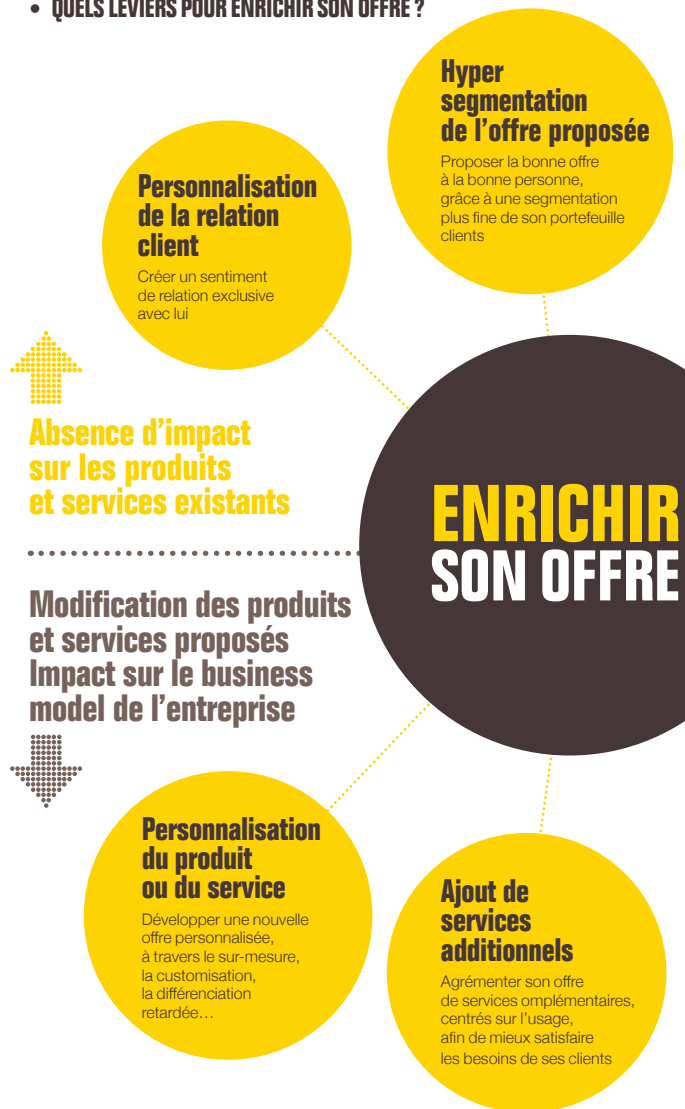 • QUELS LEVIERS POUR ENRICHIR SON OFFRE ?
Hyper
segmentation
de l’offre proposée
Proposer la bonne offre
à la bonne personne,
grâce à une segmentation
plus fine de son portefeuille
clients
Personnalisation
de la relation
client
Créer un sentiment
de relation exclusive
avec lui
Absence d’impact
sur les produits
et services existants
ENRICHIR
SON OFFRE
Modification des produits
et services proposés
Impact sur le business
model de l’entreprise
Personnalisation
du produit
ou du service
Développer une nouvelle
offre personnalisée,
à travers le sur-mesure,
la customisation,
la différenciation
retardée…
Ajout de
services
additionnels
Agrémenter son offre
de services omplémentaires,
centrés sur l’usage,
afin de mieux satisfaire
les besoins de ses clients